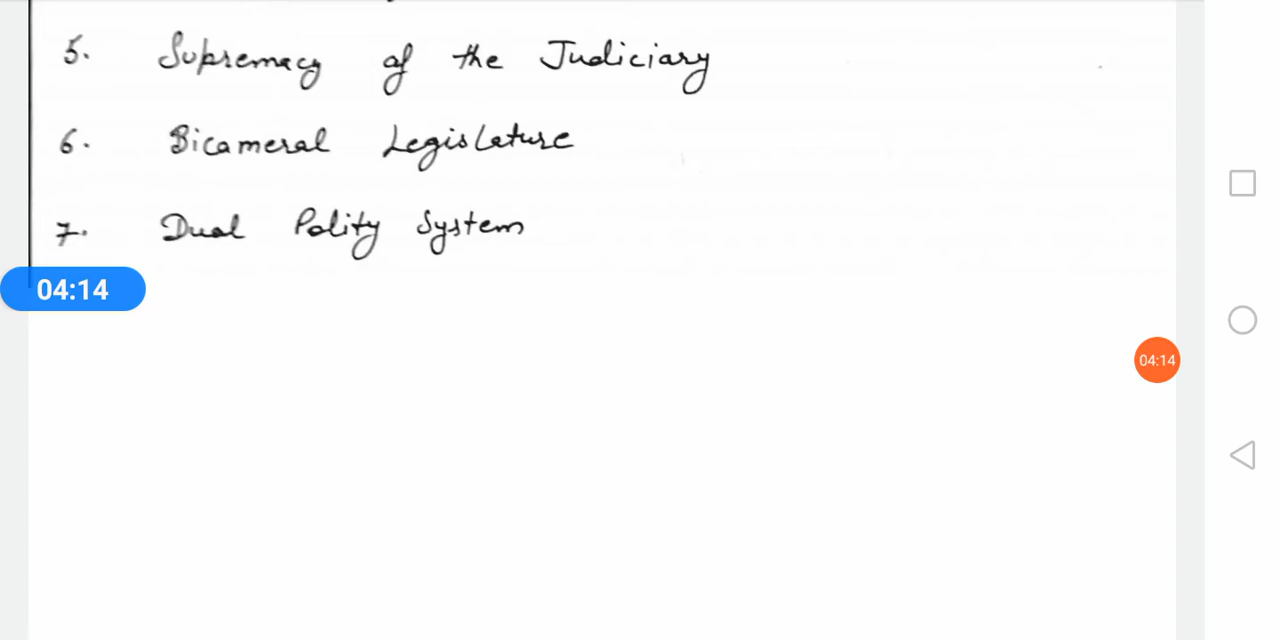 5. Supremacy of the Judiciary
6. Bicameral Legislature
7. Dual Polity System
04:14
04:14